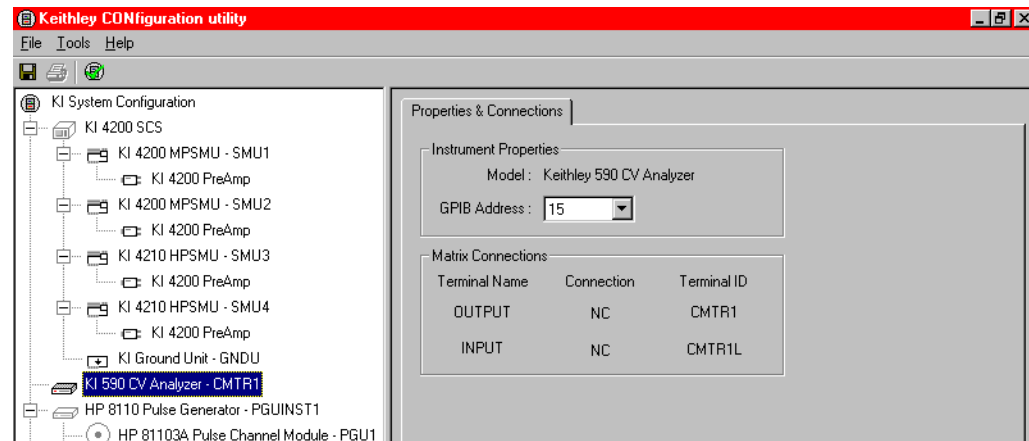 Keithley CONfiguration utility
File Tools Help
KI System Configuration
KI 4200 SCS
KI 4200 MPSMU - SMU1
KI 4200 PreAmp
KI 4200 MPSMU - SMU2
KI 4200 PreAmp
KI 4210 HPSMU - SMU3
KI 4200 PreAmp
KI 4210 HPSMU - SMU4
KI 4200 PreAmp
KI Ground Unit - GNDU
KI 590 CV Analyzer - CMTR1
HP 8110 Pulse Generator - PGUINST1
HP 81103A Pulse Channel Module - PGU1
Properties & Connections
Instrument Properties
Model : Keithley 590 CV Analyzer
GPIB Address : 15
Matrix Connections
Terminal Name Connection Terminal ID
OUTPUT NC CMTR1
INPUT NC CMTR1L